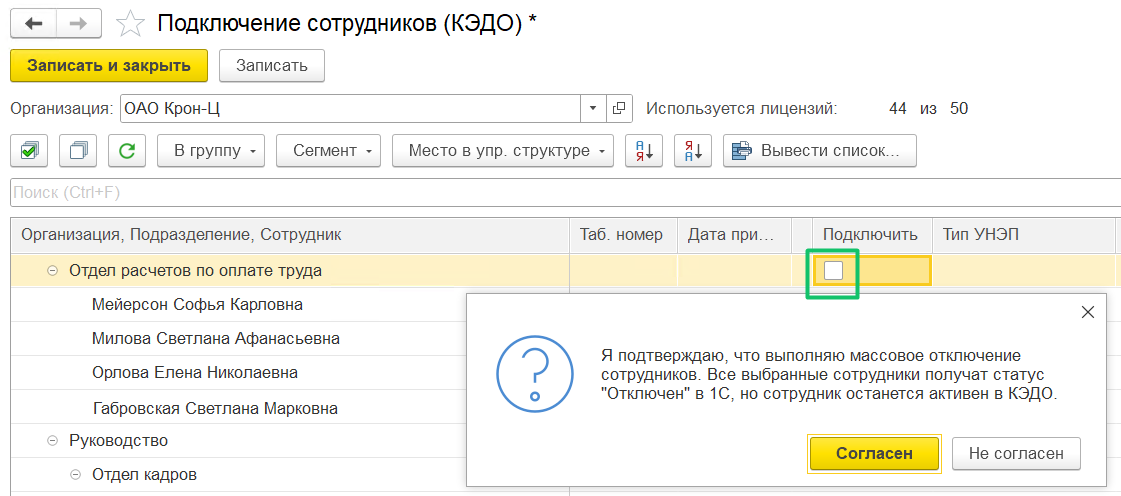 Подключение сотрудников (КЭДО) *
Записать и закрыть Записать
Организация: ОАО Крон-Ц Используется лицензий: 44 из 50
В группу Сегмент Место в упр. структуре А Я Я А Вывести список...
Поиск (Ctrl+F)
Организация, Подразделение, Сотрудник Таб. номер Дата при... Подключить Тип УНЭП
Отдел расчетов по оплате труда
Мейерсон Софья Карловна
Милова Светлана Афанасьевна
Орлова Елена Николаевна
Габровская Светлана Марковна
Руководство
Отдел кадров
Я подтверждаю, что выполняю массовое отключение
сотрудников. Все выбранные сотрудники получат статус
"Отключен" в 1С, но сотрудник останется активен в КЭДО.
Согласен Не согласен